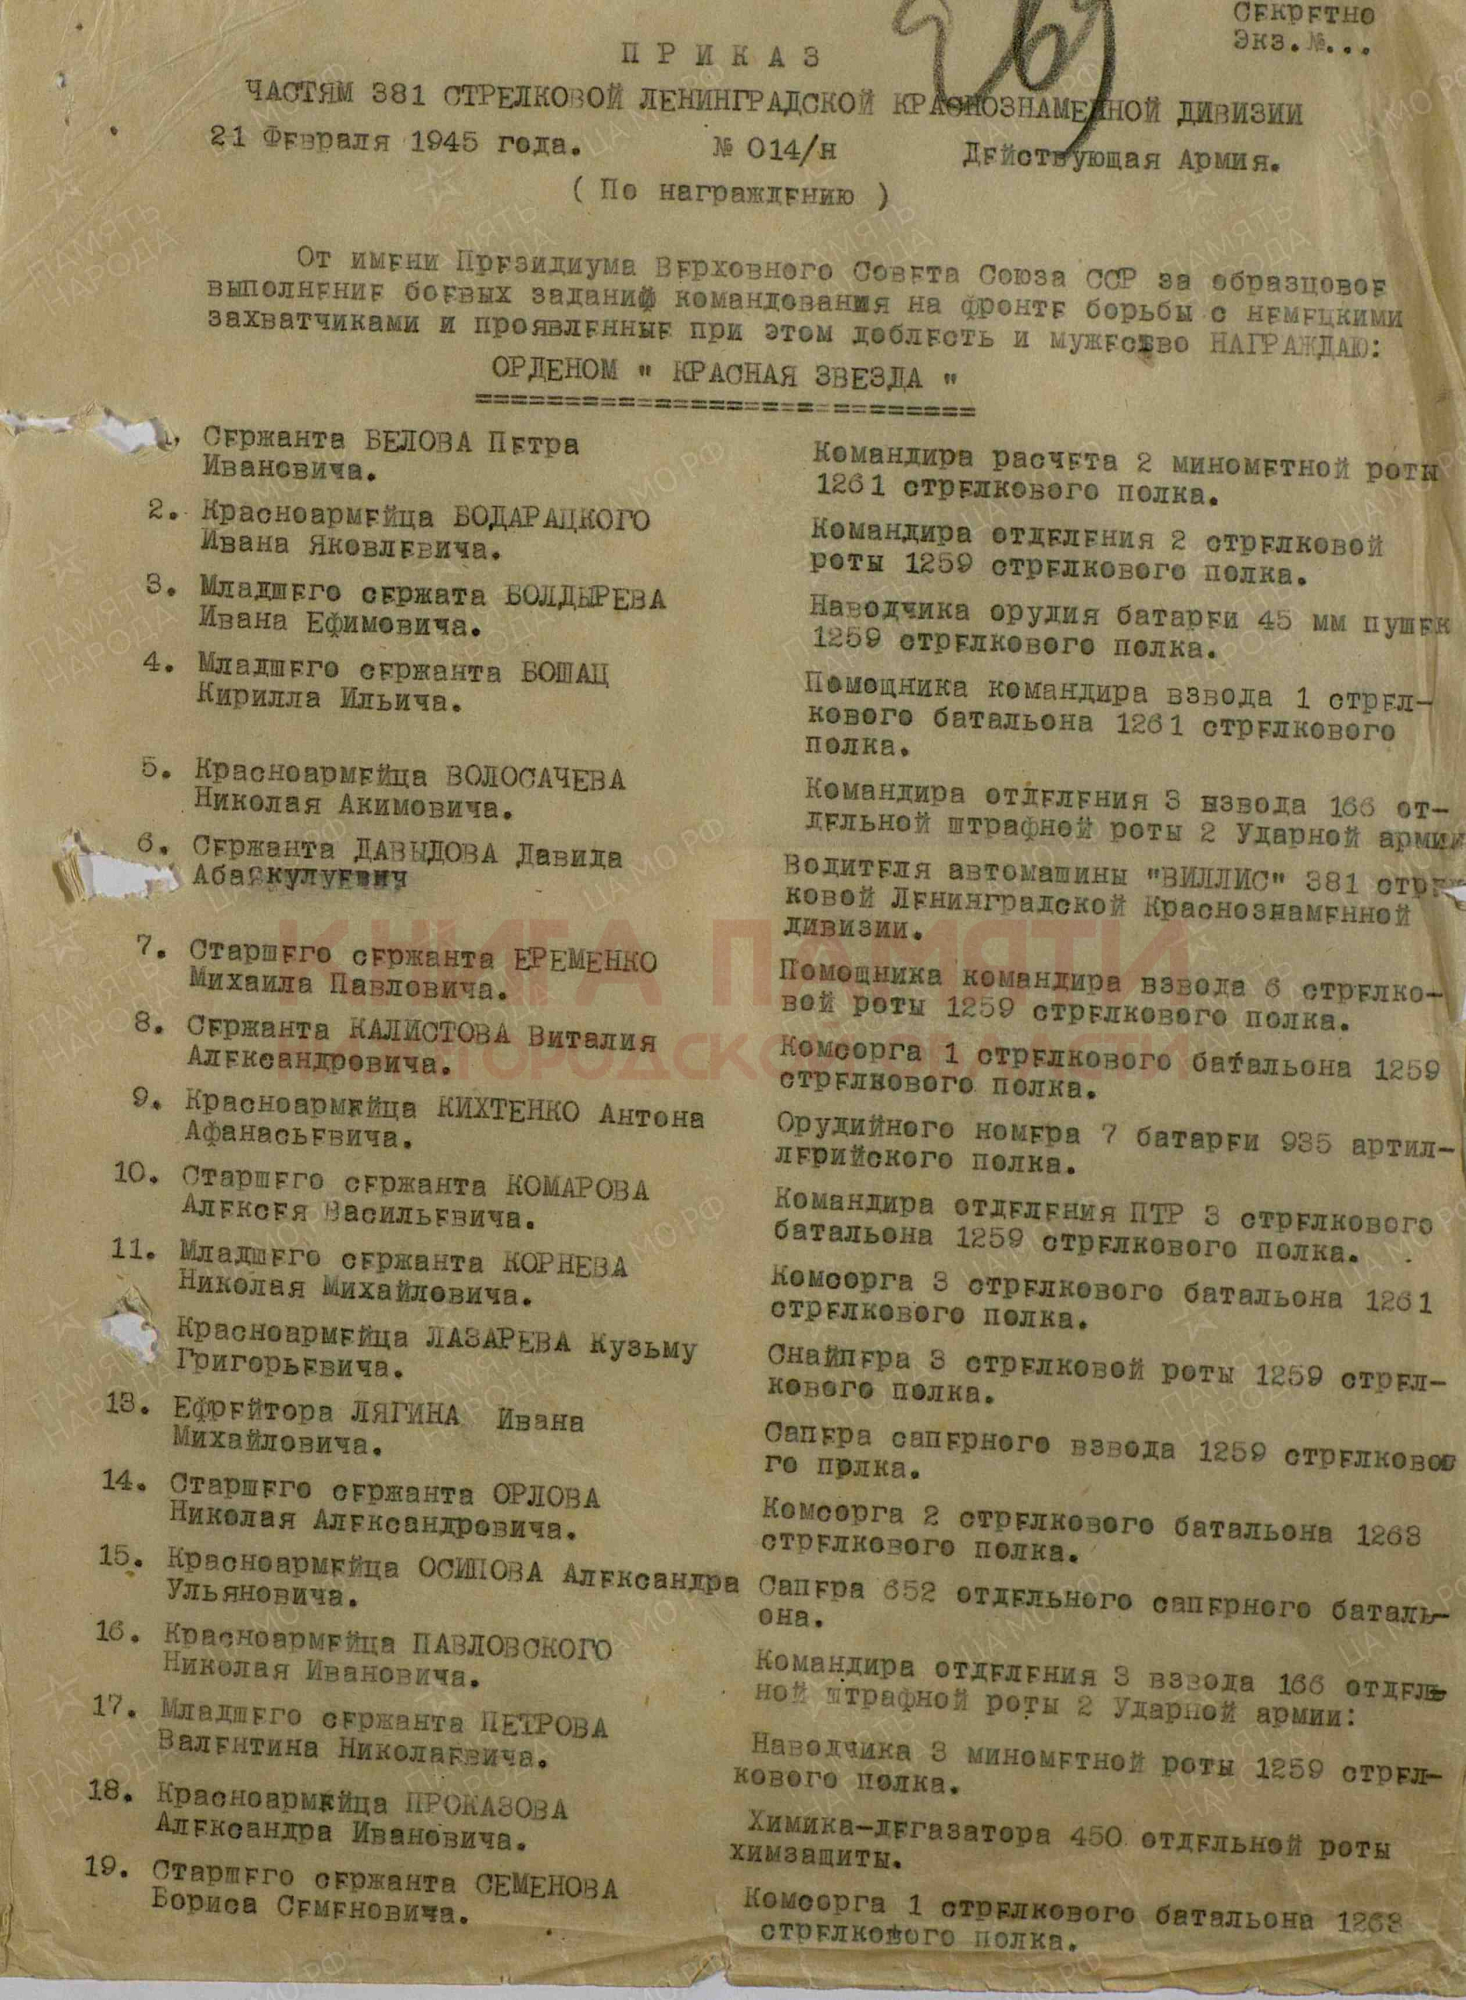 Секретно
Экз.№...
ПРИКАЗ
ЧАСТЯМ 381 СТРЕЛКОВОЙ ЛЕНИНГРАДСКОЙ КРАСНОЗНАМЕННОЙ ДИВИЗИИ
21 Февраля 1945 года. № 014/н Действующая Армия.
( По награждению )
От имени Президиума Верховного Совета Союза ССР за образцовое
выполнение боевых заданий командования на фронте борьбы с немецкими
захватчиками и проявленные при этом доблесть и мужество НАГРАЖДАЮ:
ОРДЕНОМ " КРАСНАЯ ЗВЕЗДА "
============================
1. Сержанта БЕЛОВА Петра Командира расчета 2 минометной роты
Ивановича. 1261 стрелкового полка.
2. Красноармейца БОДАРАЦКОГО Командира отделения 2 стрелковой
Ивана Яковлевича. роты 1259 стрелкового полка.
3. Младшего сержата БОЛДЫРЕВА Наводчика орудия батареи 45 мм пушек
Ивана Ефимовича. 1259 стрелкового полка.
4. Младшего сержанта БОШАЦ Помощника командира взвода 1 стрел-
Кирилла Ильича. кового батальона 1261 стрелкового
полка.
5. Красноармейца ВОЛОСАЧЕВА Командира отделения 3 взвода 166 от-
Николая Акимовича. дельной штрафной роты 2 Ударной армии
6. Сержанта ДАВЫДОВА Давида Водителя автомашины "ВИЛЛИС" 381 стрел
ковой Ленинградской Краснознаменной
дивизии.
7. Старшего сержанта ЕРЕМЕНКО Помощника командира взвода 6 стрелко-
Михаила Павловича. вой роты 1259 стрелкового полка.
8. Сержанта КАЛИСТОВА Виталия Комсорга 1 стрелкового батальона 1259
Александровича. стрелкового полка.
9. Красноармейца КИХТЕНКО Антона Орудийного номера 7 батареи 935 артил-
Афанасьевича. лерийского полка.
10. Старшего сержанта КОМАРОВА Командира отделения ПТР 3 стрелкового
Алексея Васильевича. батальона 1259 стрелкового полка.
11. Младшего сержанта КОРНЕВА Комсорга 3 стрелкового батальона 1261
Николая Михайловича. стрелкового полка.
Красноармейца ЛАЗАРЕВА Кузьму Снайпера 3 стрелковой роты 1259 стрел-
Григорьевича. кового полка.
13. Ефрейтора ЛЯГИНА Ивана Сапера саперного взвода 1259 стрелково
Михайловича. го полка.
14. Старшего сержанта ОРЛОВА Комсорга 2 стрелкового батальона 1263
Николая Александровича. стрелкового полка.
15. Красноармейца ОСИПОВА Александра Сапера 652 отдельного саперного баталь-
Ульяновича. она.
16. Красноармейца ПАВЛОВСКОГО Командира отделения 3 взвода 166 отдель
Николая Ивановича. ной штрафной роты 2 Ударной армии:
17. Младшего сержанта ПЕТРОВА Наводчика 3 минометной роты 1259 стрел-
Валентина Николаевича. кового полка.
18. Красноармейца ПРОКАЗОВА Химика-дегазатора 450 отдельной роты
Александра Ивановича. химзащиты.
19. Старшего сержанта СЕМЕНОВА Комсорга 1 стрелкового батальона 1263
Бориса Семеновича. стрелкового полка.